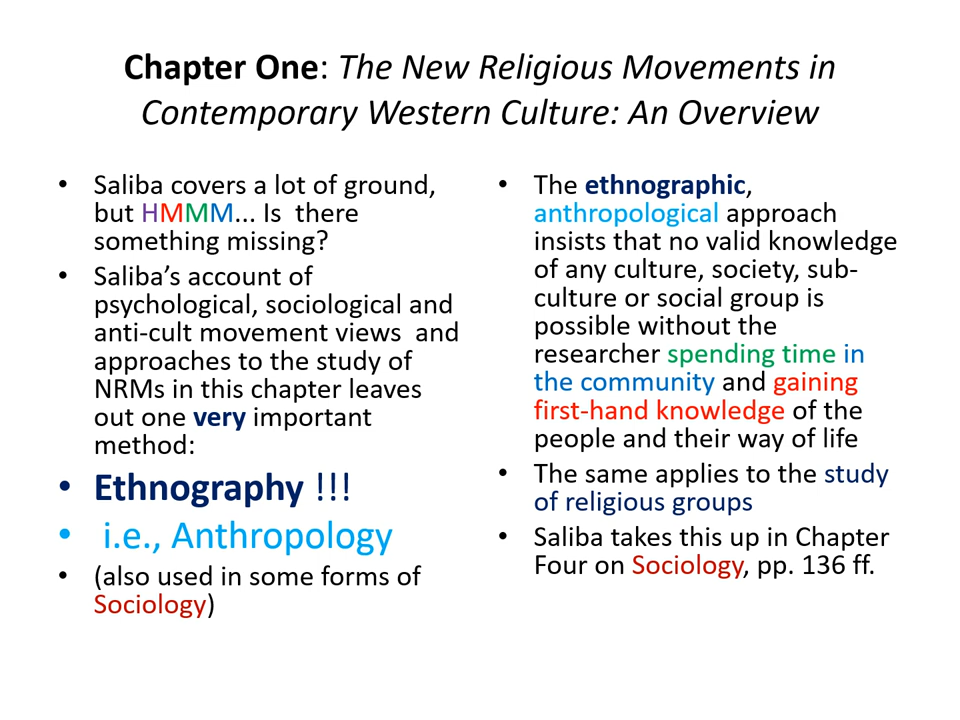 Chapter One: The New Religious Movements in
Contemporary Western Culture: An Overview
• Saliba covers a lot of ground,
but HMMM... Is  there
something missing?
• Saliba’s account of
psychological, sociological and
anti-cult movement views  and
approaches to the study of
NRMs in this chapter leaves
out one very important
method:
• Ethnography !!!
• i.e., Anthropology
• (also used in some forms of
Sociology)
• The ethnographic,
anthropological approach
insists that no valid knowledge
of any culture, society, sub-
culture or social group is
possible without the
researcher spending time in
the community and gaining
first-hand knowledge of the
people and their way of life
• The same applies to the study
of religious groups
• Saliba takes this up in Chapter
Four on Sociology, pp. 136 ff.